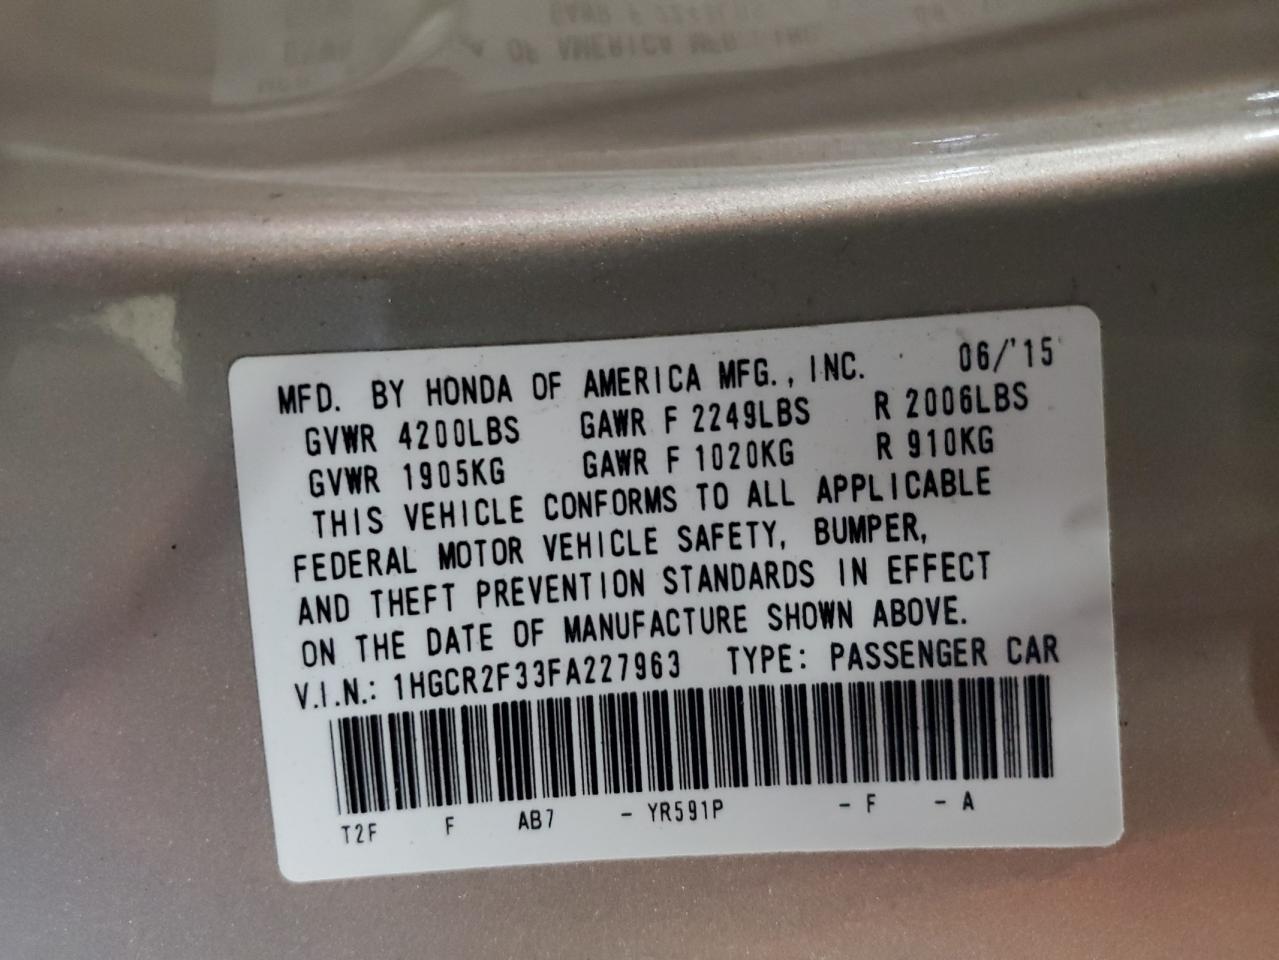 MFD. BY HONDA OF AMERICA MFG., INC. 06/'15
GVWR 4200LBS GAWR F 2249LBS R 2006LBS
GVWR 1905KG GAWR F 1020KG R 910KG
THIS VEHICLE CONFORMS TO ALL APPLICABLE
FEDERAL MOTOR VEHICLE SAFETY, BUMPER,
AND THEFT PREVENTION STANDARDS IN EFFECT
ON THE DATE OF MANUFACTURE SHOWN ABOVE.
V.I.N.: 1HGCR2F33FA227963 TYPE: PASSENGER CAR
T2F F AB7 - YR591P - F - A